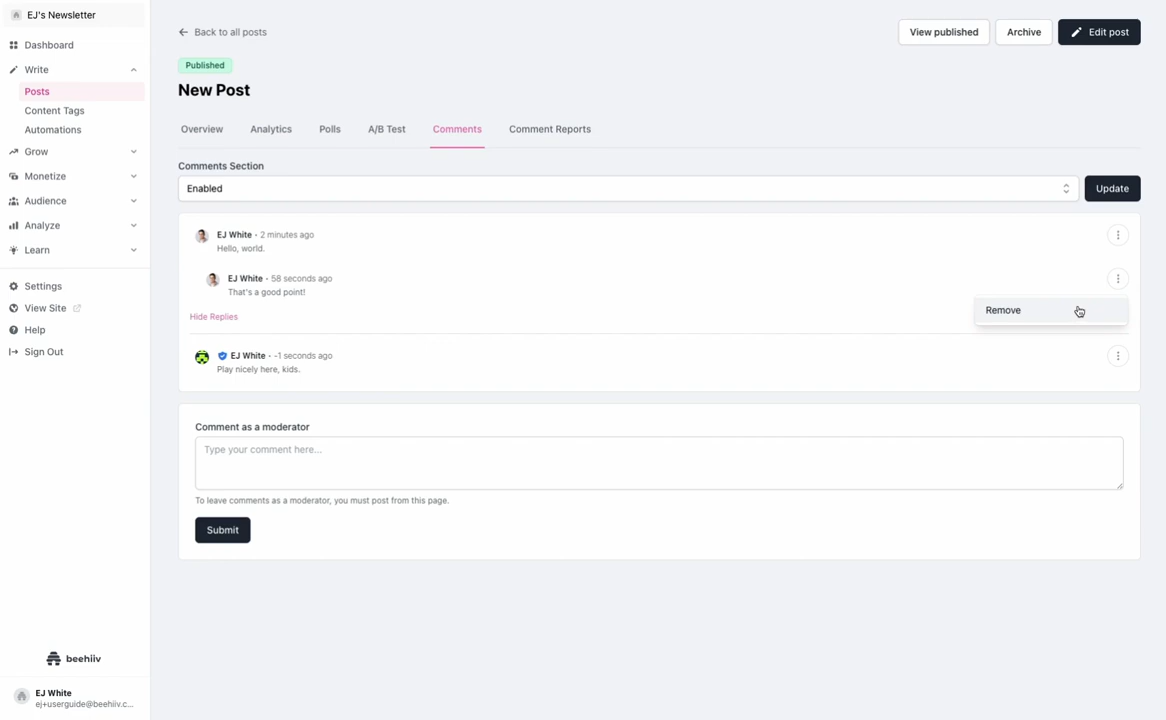 EJ's Newsletter
Dashboard
Write
Posts
Content Tags
Automations
Grow
Monetize
Audience
Analyze
Learn
Settings
View Site
Help
Sign Out
beehiiv
EJ White
ej+userguide@beehiiv.c...
Back to all posts
View published
Archive
Edit post
Published
New Post
Overview
Analytics
Polls
A/B Test
Comments
Comment Reports
Comments Section
Enabled
Update
EJ White • 2 minutes ago
Hello, world.
EJ White • 58 seconds ago
That's a good point!
Hide Replies
Remove
EJ White • -1 seconds ago
Play nicely here, kids.
Comment as a moderator
Type your comment here...
To leave comments as a moderator, you must post from this page.
Submit